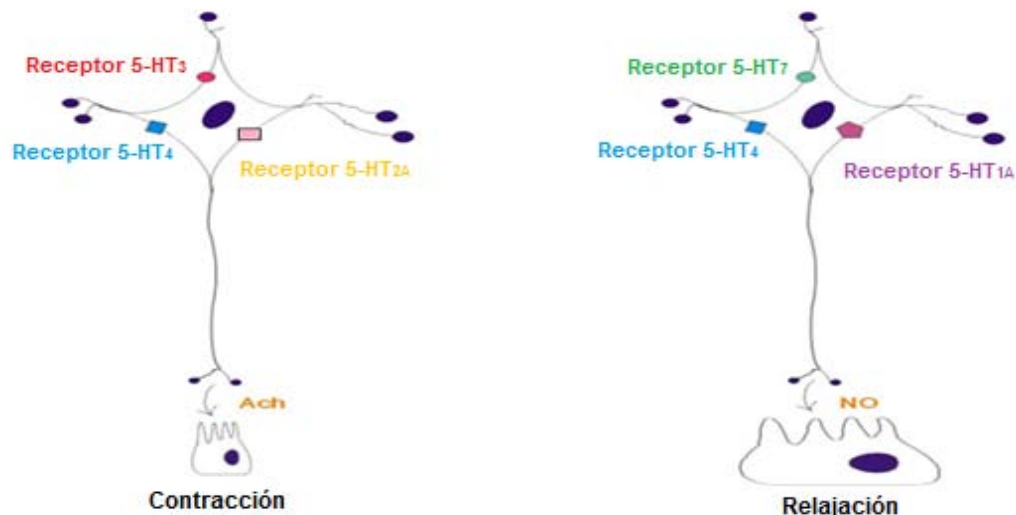 Receptor 5-HT3
Receptor 5-HT4
Receptor 5-HT2A
Ach
Contracción
Receptor 5-HT7
Receptor 5-HT4
Receptor 5-HT1A
NO
Relajación